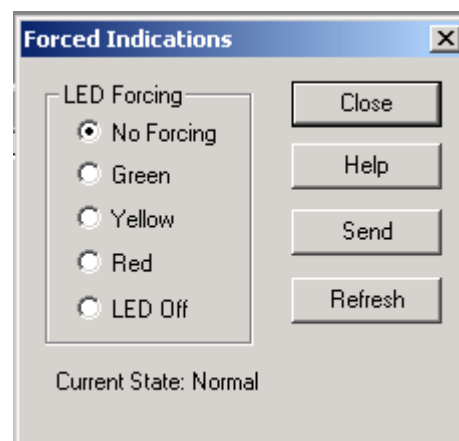 Forced Indications
LED Forcing
No Forcing
Green
Yellow
Red
LED Off
Close
Help
Send
Refresh
Current State: Normal